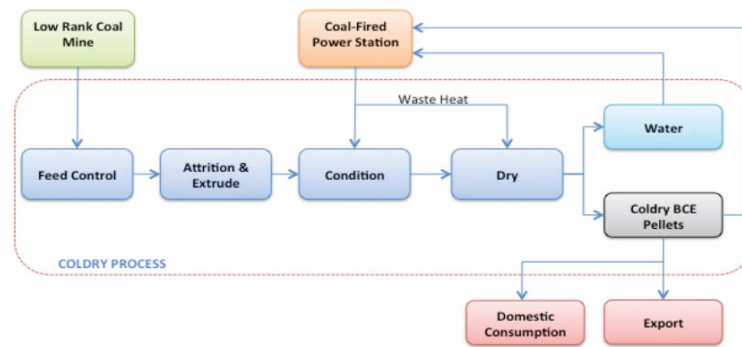 Low Rank Coal
Mine
Coal-Fired
Power Station
Waste Heat
Water
Feed Control
Attrition &
Extrude
Condition
Dry
Coldry BCE
Pellets
COLDRY PROCESS
Domestic
Consumption
Export